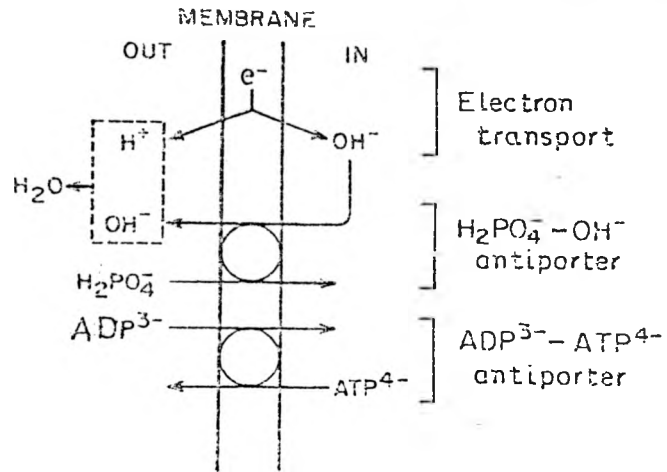 MEMBRANE
OUT
IN
e⁻
H⁺
OH⁻
Electron
transport
H₂O
OH⁻
H₂PO₄⁻ – OH⁻
antiporter
H₂PO₄⁻
ADP³⁻
ADP³⁻ – ATP⁴⁻
antiporter
ATP⁴⁻